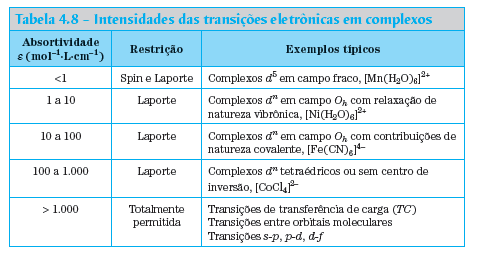 Tabela 4.8 – Intensidades das transições eletrônicas em complexos
Absortividade
ε (mol⁻¹·L·cm⁻¹)
Restrição
Exemplos típicos
<1
Spin e Laporte
Complexos d⁵ em campo fraco, [Mn(H₂O)₆]²⁺
1 a 10
Laporte
Complexos dⁿ em campo Oₕ com relaxação de
natureza vibrônica, [Ni(H₂O)₆]²⁺
10 a 100
Laporte
Complexos dⁿ em campo Oₕ com contribuições de
natureza covalente, [Fe(CN)₆]⁴⁻
100 a 1.000
Laporte
Complexos dⁿ tetraédricos ou sem centro de
inversão, [CoCl₄]²⁻
> 1.000
Totalmente
permitida
Transições de transferência de carga (TC)
Transições entre orbitais moleculares
Transições s-p, p-d, d-f